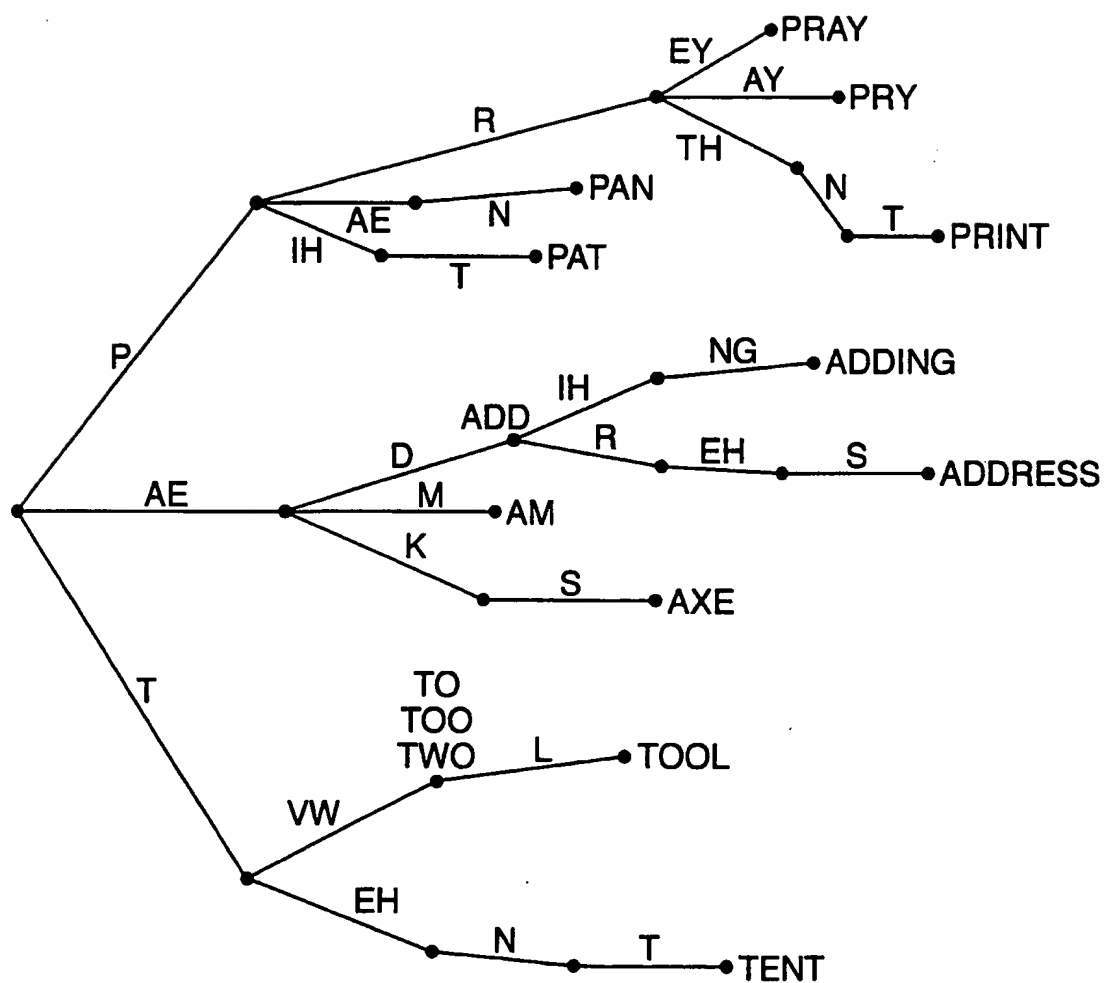 EY
PRAY
AY
PRY
R
TH
N
PAN
T
PRINT
AE
N
IH
T
PAT
P
NG
ADDING
IH
ADD
R
EH
S
ADDRESS
D
AE
M
AM
K
S
AXE
T
TO
TOO
TWO
L
TOOL
VW
EH
N
T
TENT